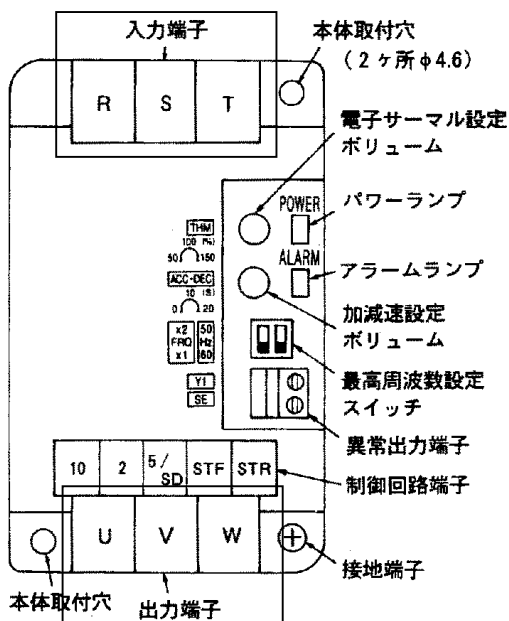 入力端子
本体取付穴
(2ヶ所φ4.6)
R S T
電子サーマル設定
ボリューム
POWER
パワーランプ
THM
100 (%)
50 150
ALARM
アラームランプ
ACC-DEC
10 (S)
0 20
加減速設定
ボリューム
x2 50
FRQ Hz
x1 60
最高周波数設定
スイッチ
Y1
SE
異常出力端子
10 2 5/SD STF STR
制御回路端子
U V W
接地端子
本体取付穴
出力端子